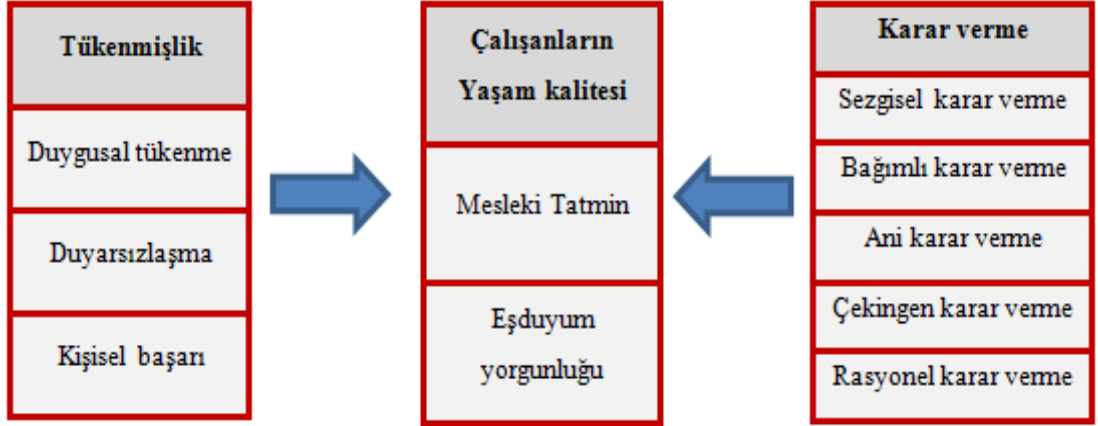 Tükenmişlik
Duygusal tükenme
Duyarsızlaşma
Kişisel başarı
Çalışanların
Yaşam kalitesi
Mesleki Tatmin
Eşduyum
yorgunluğu
Karar verme
Sezgisel karar verme
Bağımlı karar verme
Ani karar verme
Çekingen karar verme
Rasyonel karar verme